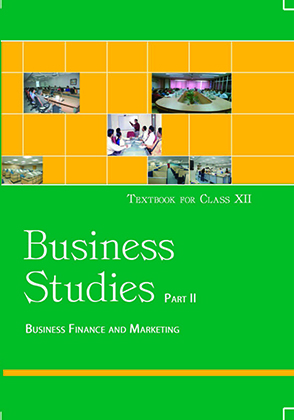 Textbook for Class XII
Business
Studies Part II
Business Finance and Marketing